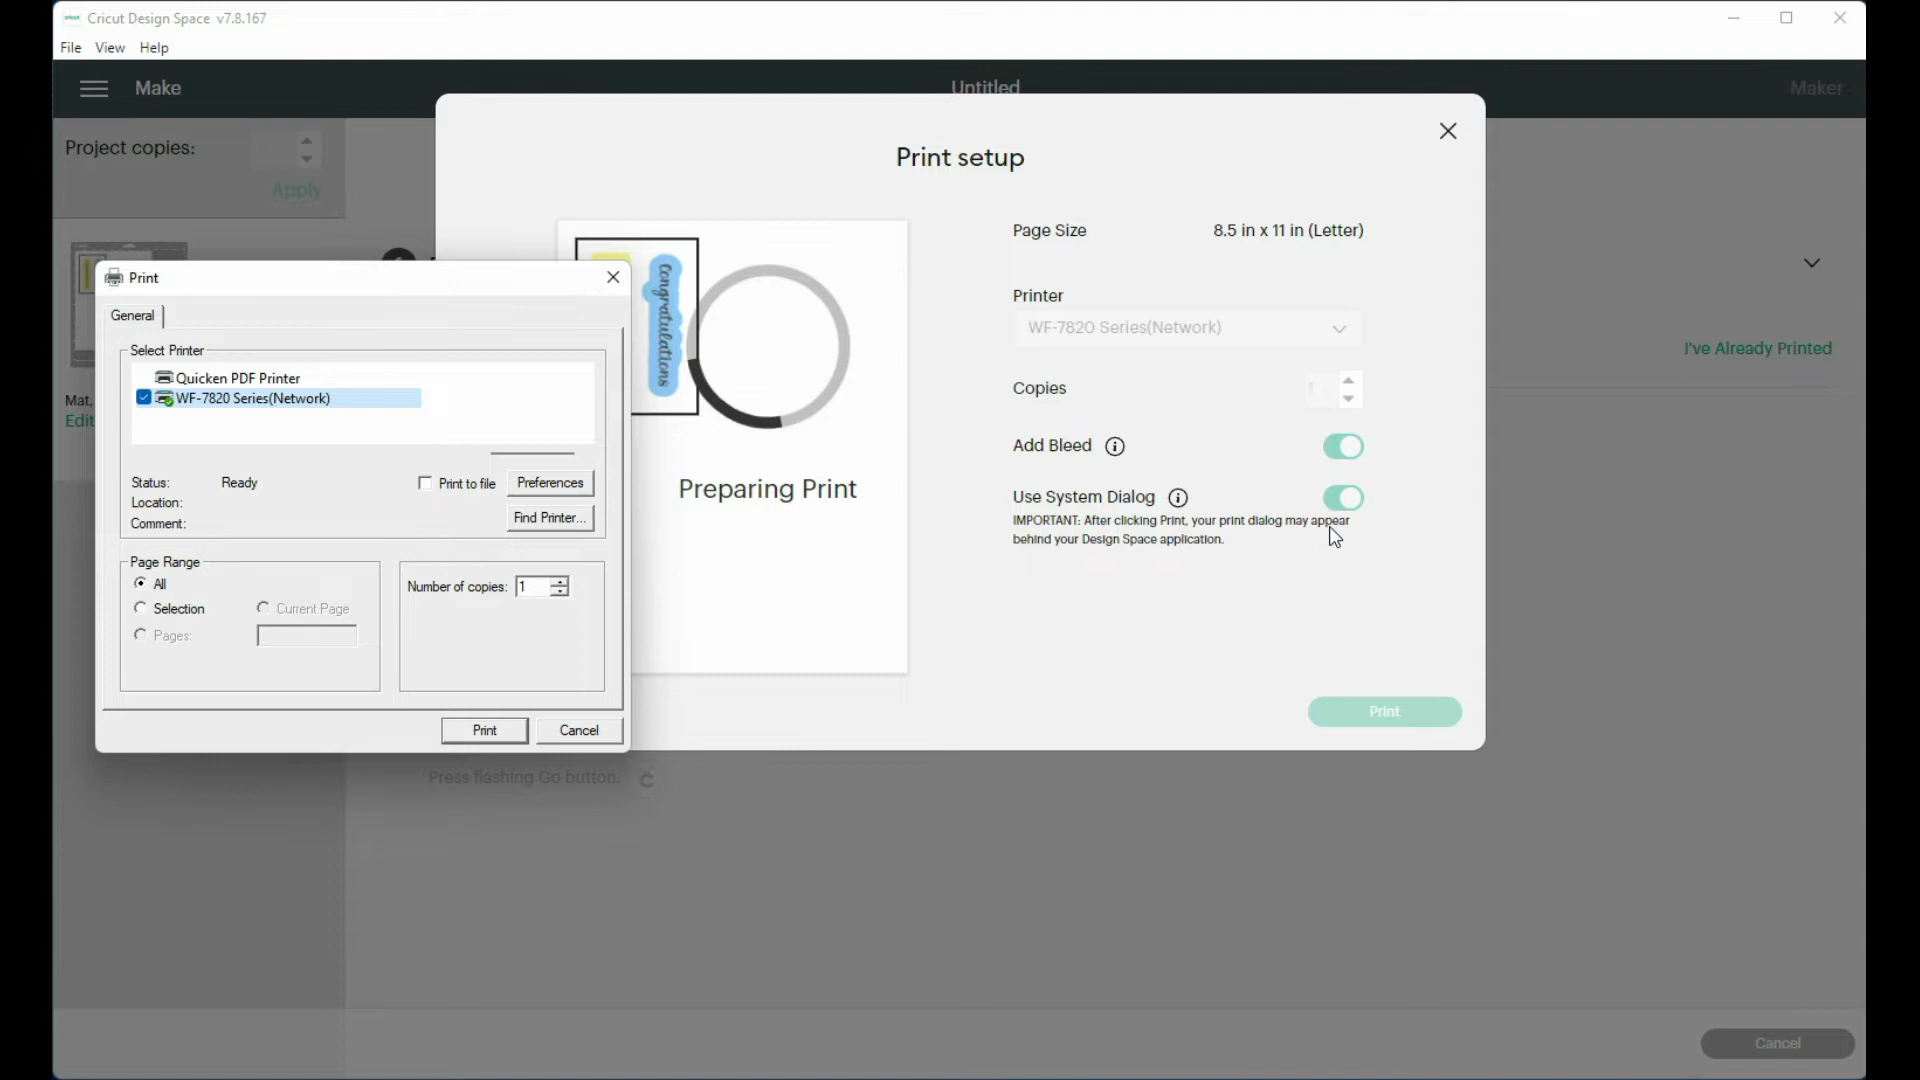 cricut Cricut Design Space v7.8.167
File View Help
Make
Untitled
Maker
Project copies:
Apply
Mat,
Edit
Print setup
Congratulations
Preparing Print
Page Size 8.5 in x 11 in (Letter)
Printer
WF-7820 Series(Network)
Copies
Add Bleed
Use System Dialog
IMPORTANT: After clicking Print, your print dialog may appear
behind your Design Space application.
Print
I've Already Printed
Print
General
Select Printer
Quicken PDF Printer
WF-7820 Series(Network)
Status: Ready
Print to file
Preferences
Location:
Comment:
Find Printer...
Page Range
All
Selection
Current Page
Pages:
Number of copies: 1
Print
Cancel
Press flashing Go button.
Cancel